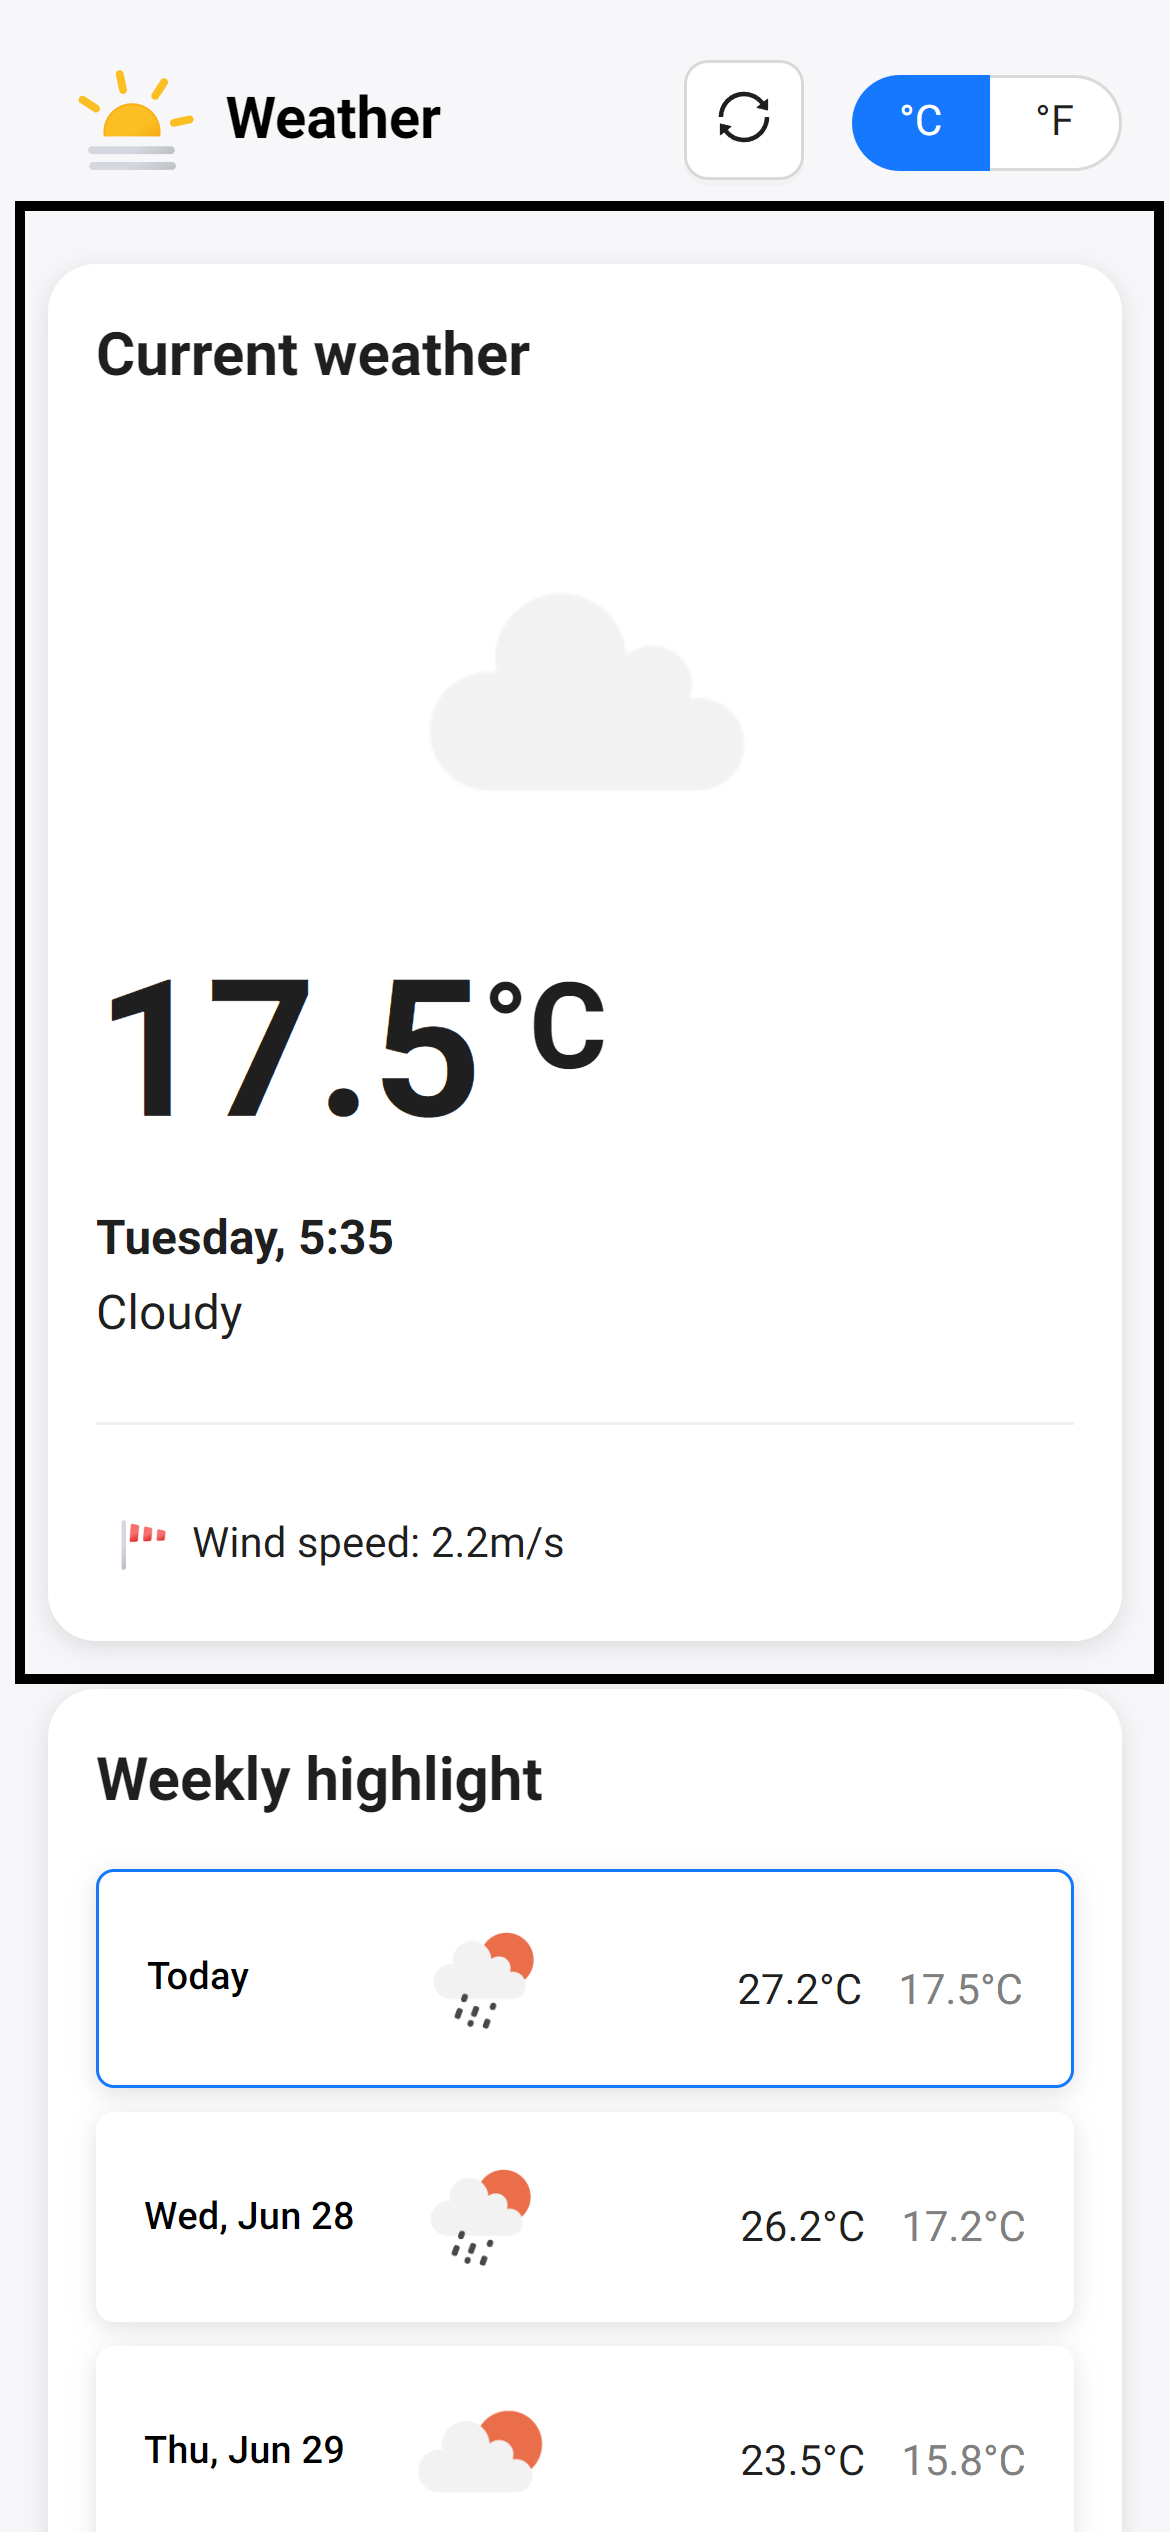 Weather
°C °F
Current weather
17.5°C
Tuesday, 5:35
Cloudy
Wind speed: 2.2m/s
Weekly highlight
Today 27.2°C 17.5°C
Wed, Jun 28 26.2°C 17.2°C
Thu, Jun 29 23.5°C 15.8°C